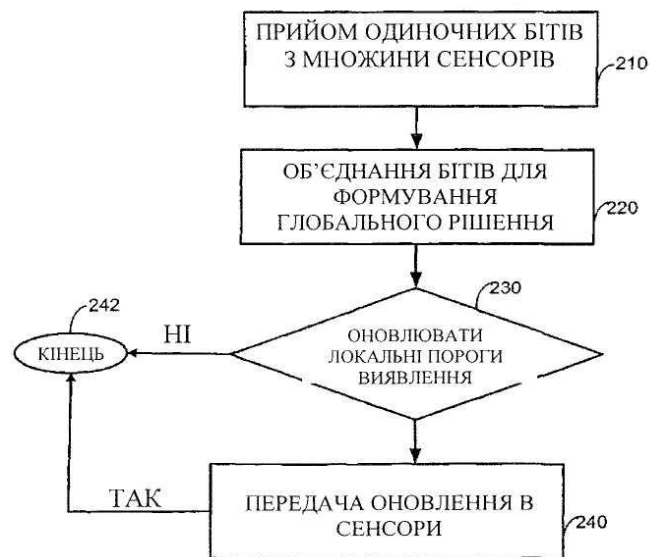 ПРИЙОМ ОДИНОЧНИХ БІТІВ
З МНОЖИНИ СЕНСОРІВ
210
ОБ’ЄДНАННЯ БІТІВ ДЛЯ
ФОРМУВАННЯ
ГЛОБАЛЬНОГО РІШЕННЯ
220
230
ОНОВЛЮВАТИ
ЛОКАЛЬНІ ПОРОГИ
ВИЯВЛЕННЯ
НІ
242
КІНЕЦЬ
ТАК
ПЕРЕДАЧА ОНОВЛЕННЯ В
СЕНСОРИ
240